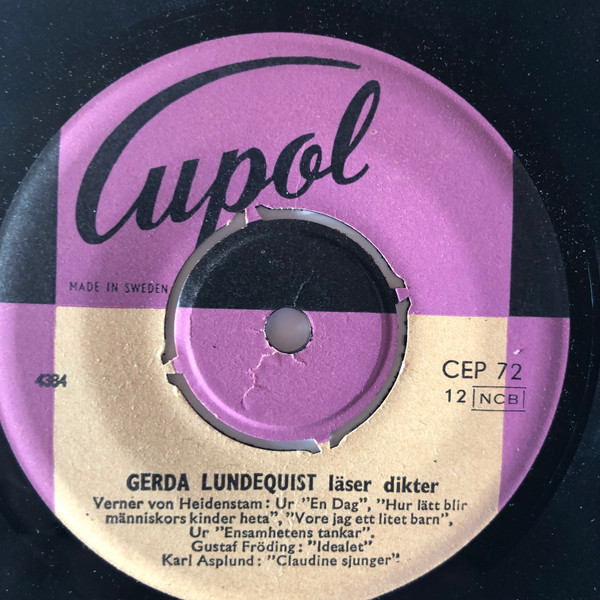 Cupol
MADE IN SWEDEN
4384
CEP 72
12 NCB
GERDA LUNDEQUIST läser dikter
Verner von Heidenstam: Ur "En Dag", "Hur lätt blir
människors kinder heta", "Vore jag ett litet barn",
Ur "Ensamhetens tankar".
Gustaf Fröding: "Idealet"
Karl Asplund: "Claudine sjunger"